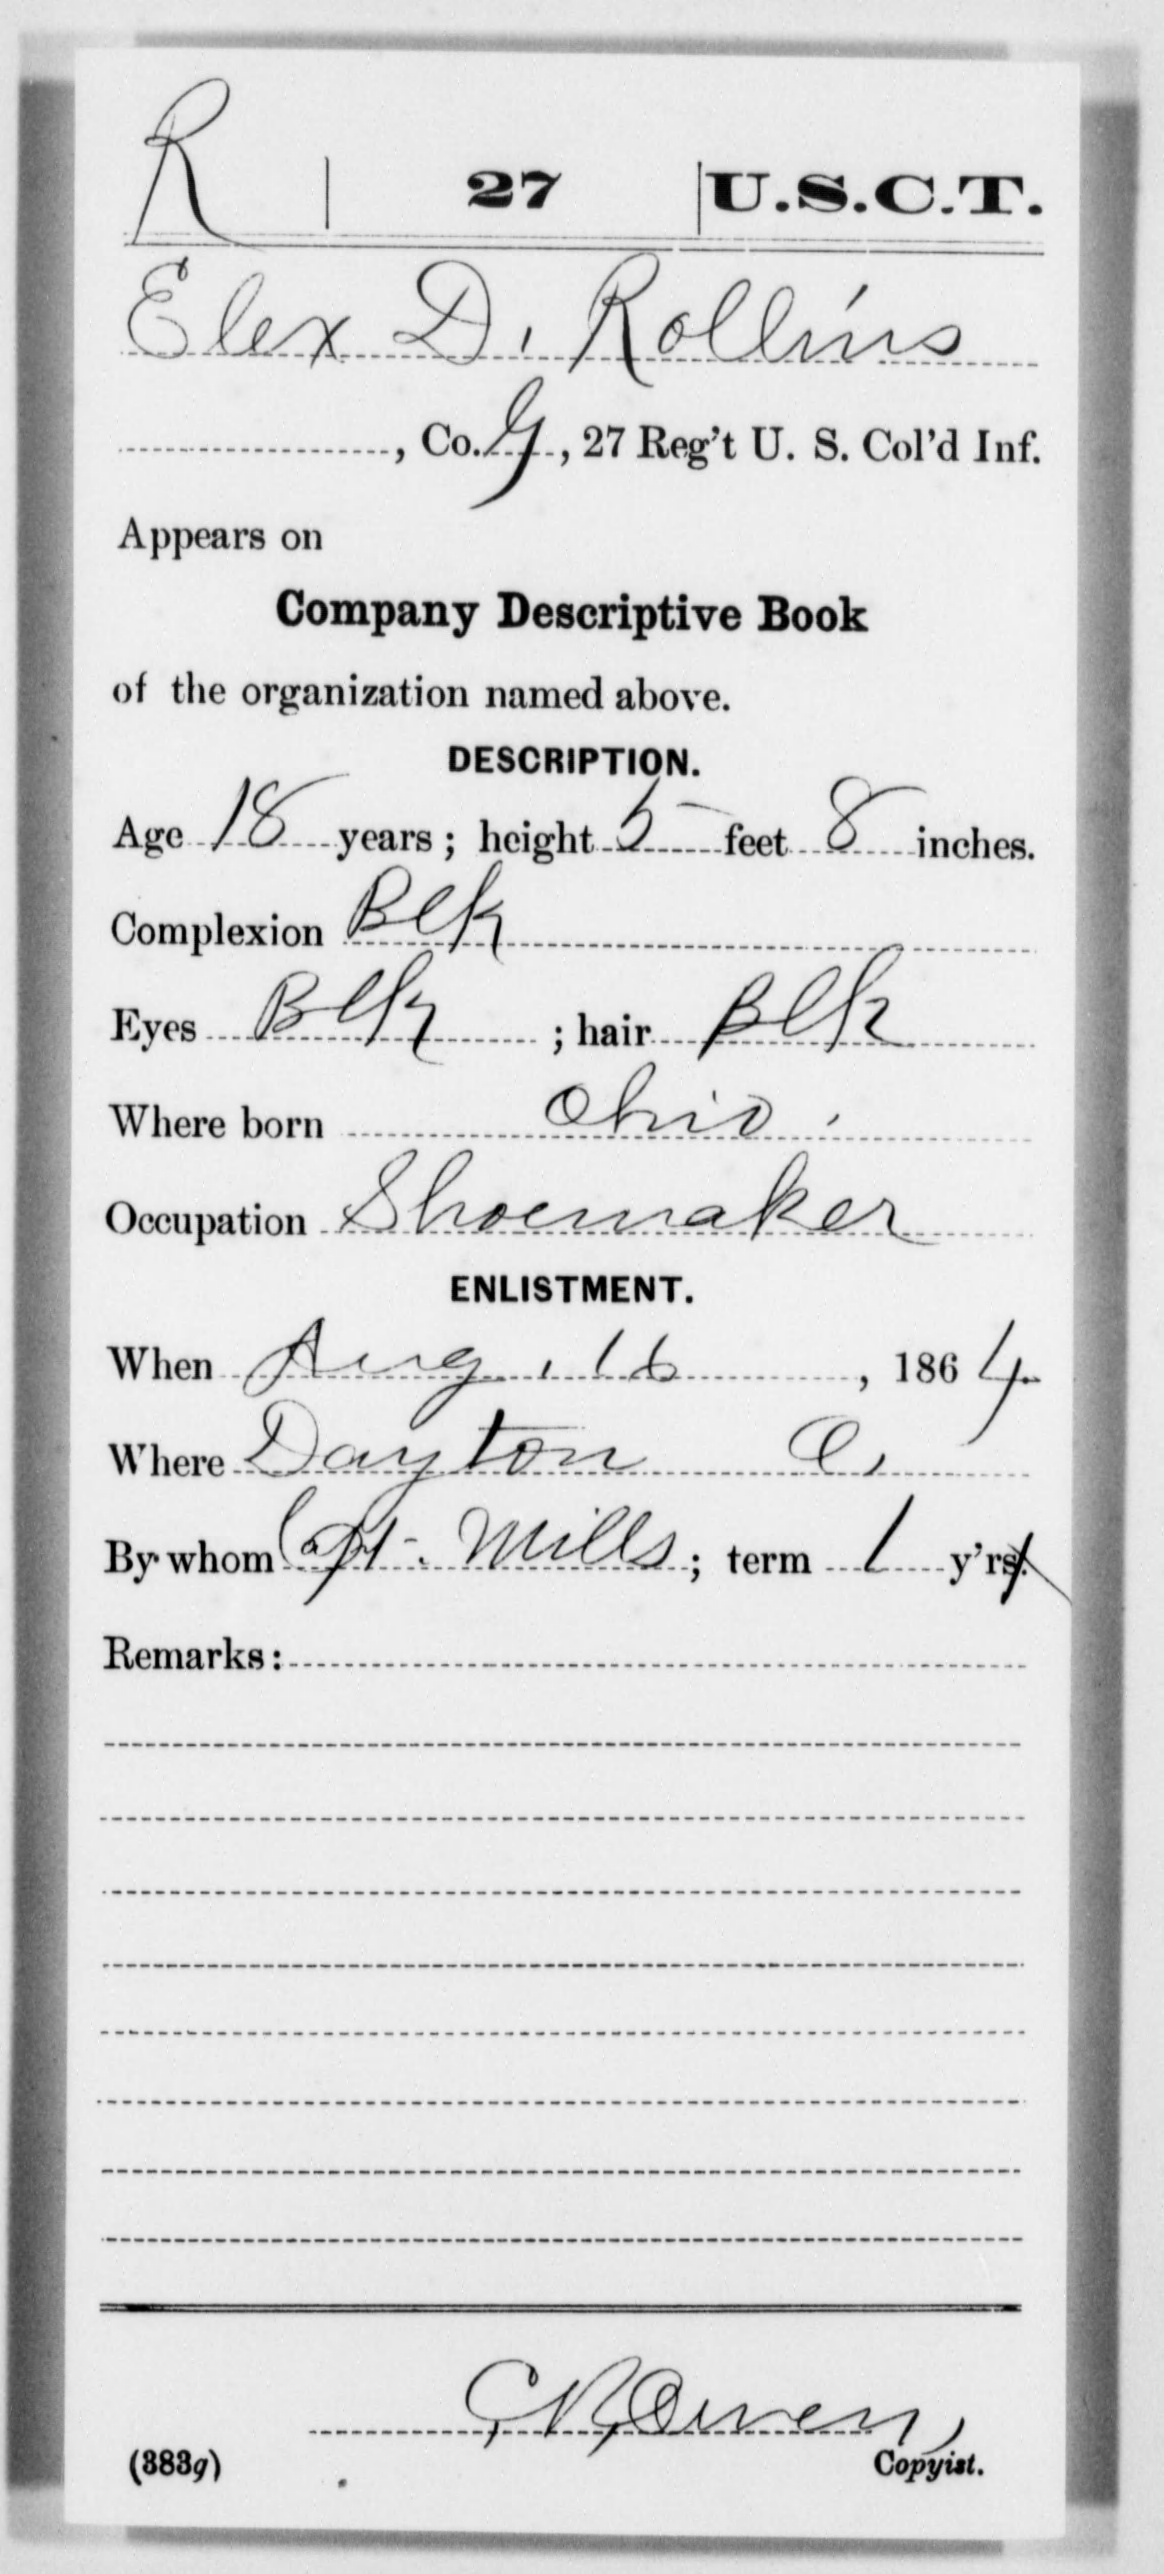 R | 27 | U.S.C.T.
Elex D. Rollins
, Co. G, 27 Reg't U. S. Col'd Inf.
Appears on
Company Descriptive Book
of the organization named above.
DESCRIPTION.
Age 18 years; height 5 feet 8 inches.
Complexion Blk
Eyes Blk; hair Blk
Where born Ohio.
Occupation Shoemaker
ENLISTMENT.
When Aug. 16, 1864.
Where Dayton O.
By whom Capt. Mills; term 1 y'rs.
Remarks:
C R Owen,
(383g) Copyist.